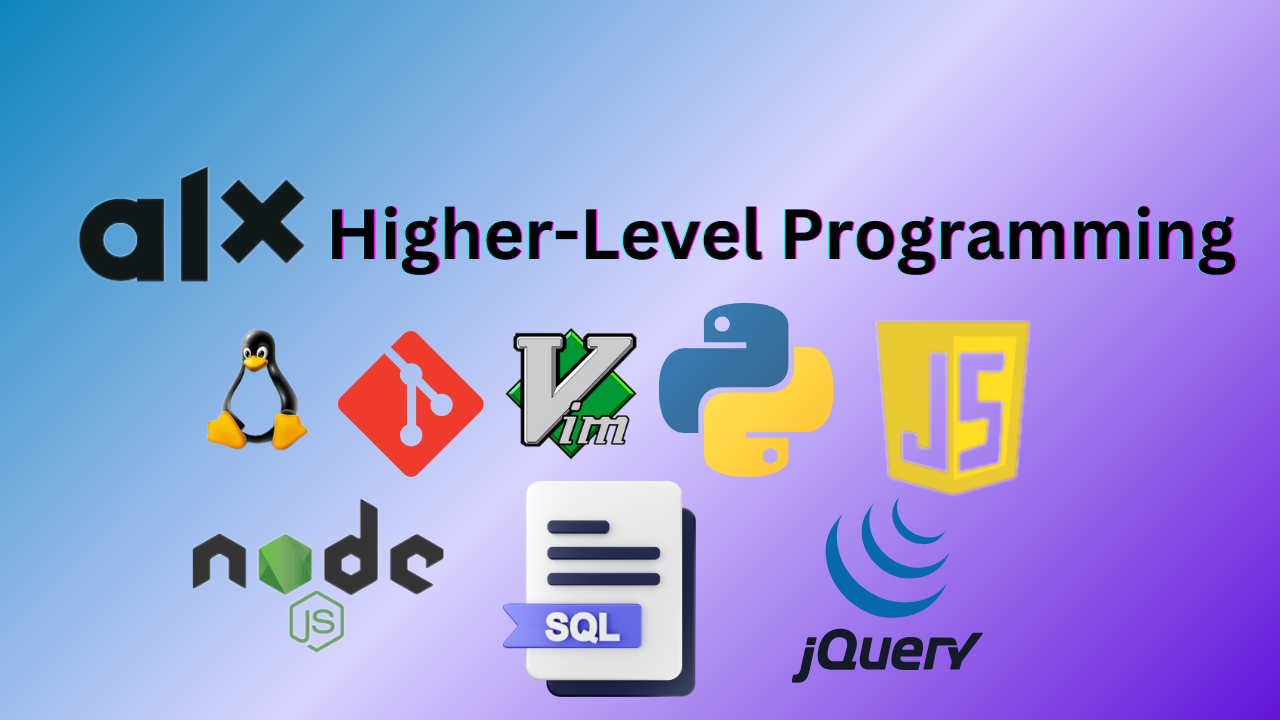 alx Higher-Level Programming
Vim
JS
node
JS
SQL
jQuery